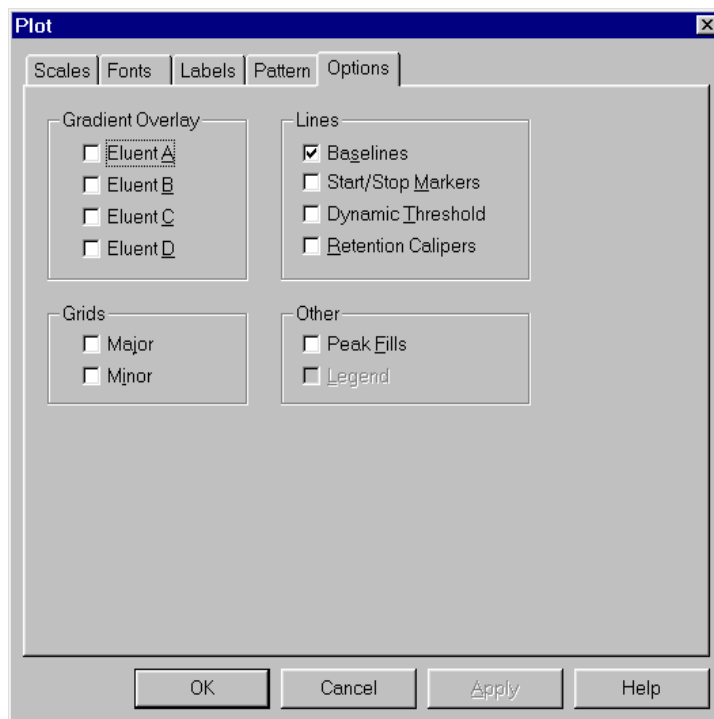 Plot
Scales Fonts Labels Pattern Options
Gradient Overlay
Eluent A
Eluent B
Eluent C
Eluent D
Lines
Baselines
Start/Stop Markers
Dynamic Threshold
Retention Calipers
Grids
Major
Minor
Other
Peak Fills
Legend
OK Cancel Apply Help